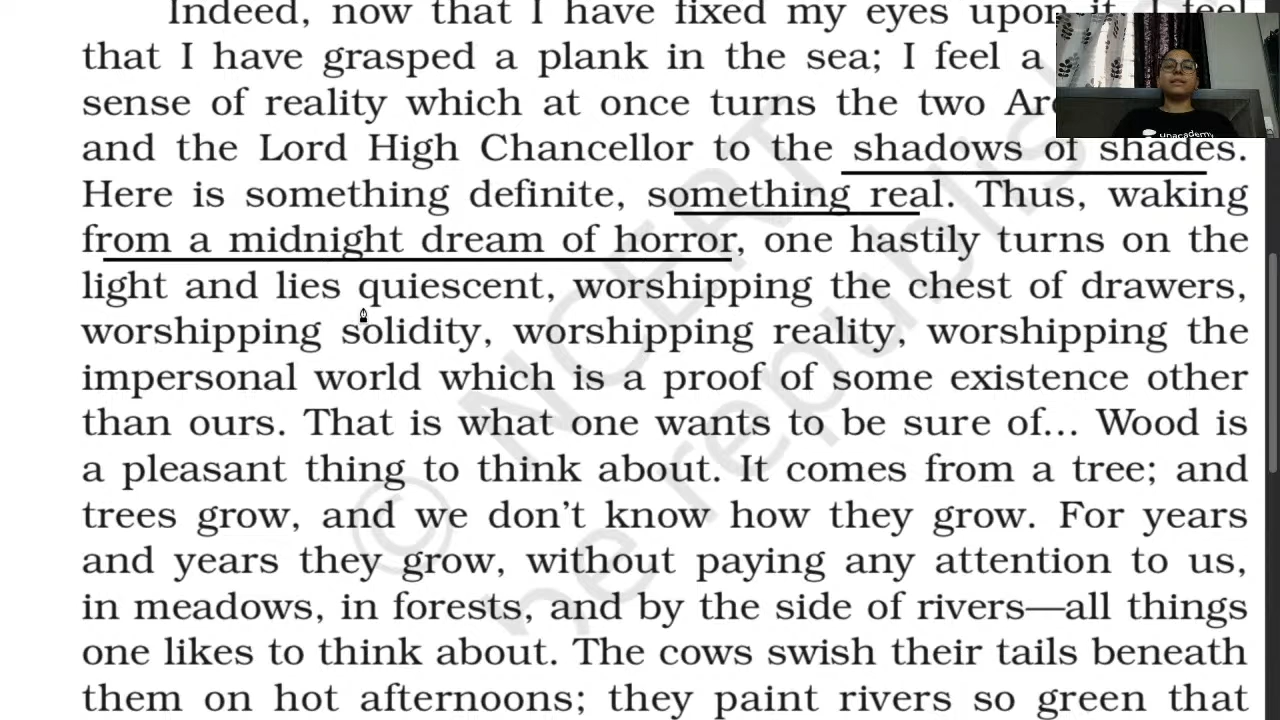 Indeed, now that I have fixed my eyes upon it, I feel
that I have grasped a plank in the sea; I feel a
sense of reality which at once turns the two
and the Lord High Chancellor to the shadows of shades.
Here is something definite, something real. Thus, waking
from a midnight dream of horror, one hastily turns on the
light and lies quiescent, worshipping the chest of drawers,
worshipping solidity, worshipping reality, worshipping the
impersonal world which is a proof of some existence other
than ours. That is what one wants to be sure of... Wood is
a pleasant thing to think about. It comes from a tree; and
trees grow, and we don't know how they grow. For years
and years they grow, without paying any attention to us,
in meadows, in forests, and by the side of rivers—all things
one likes to think about. The cows swish their tails beneath
them on hot afternoons; they paint rivers so green that
unacademy
© NCERT
be republis